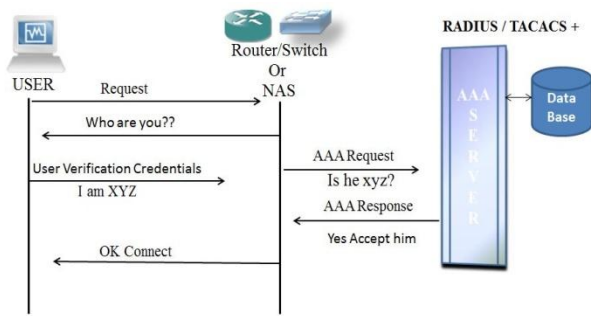 RADIUS / TACACS +
Router/Switch
Or
NAS
USER
AAA SERVER
Data
Base
Request
Who are you??
User Verification Credentials
I am XYZ
AAA Request
Is he xyz?
AAA Response
Yes Accept him
OK Connect